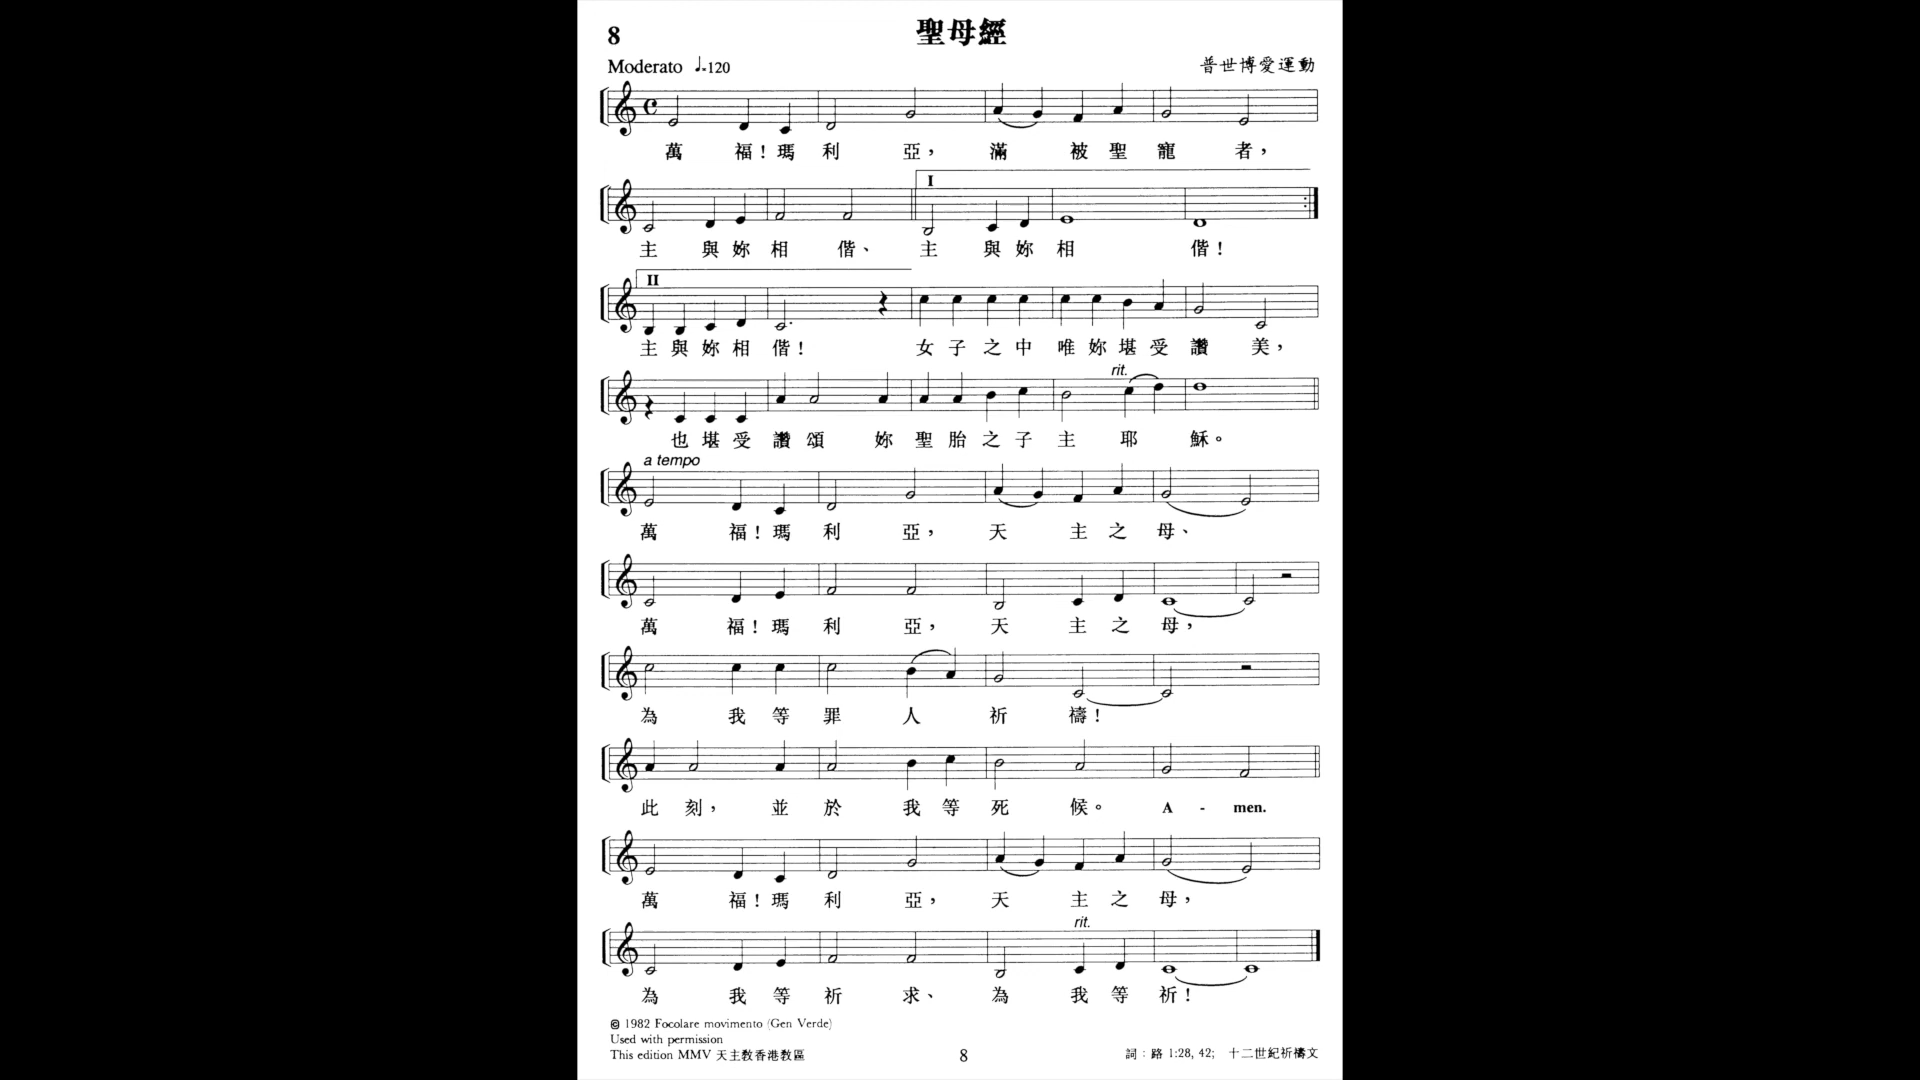 8
聖母經
Moderato ♩=120
普世博愛運動
萬 福！瑪 利 亞， 滿 被 聖 寵 者，
I
主 與 妳 相 偕、 主 與 妳 相 偕！
II
主 與 妳 相 偕！ 女 子 之 中 唯 妳 堪 受 讚 美，
rit.
也 堪 受 讚 頌 妳 聖 胎 之 子 主 耶 穌。
a tempo
萬 福！瑪 利 亞， 天 主 之 母、
萬 福！瑪 利 亞， 天 主 之 母，
為 我 等 罪 人 祈 禱！
此 刻， 並 於 我 等 死 候。 A - men.
萬 福！瑪 利 亞， 天 主 之 母，
rit.
為 我 等 祈 求、 為 我 等 祈！
© 1982 Focolare movimento (Gen Verde)
Used with permission
This edition MMV 天主教香港教區
8
詞：路 1:28, 42; 十二世紀祈禱文